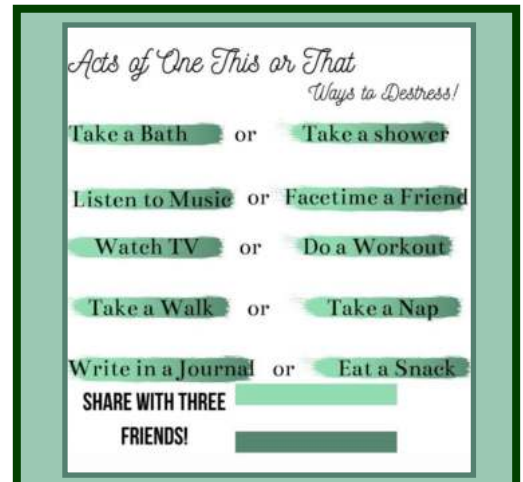 Acts of One This or That
Ways to Destress!
Take a Bath or Take a shower
Listen to Music or Facetime a Friend
Watch TV or Do a Workout
Take a Walk or Take a Nap
Write in a Journal or Eat a Snack
SHARE WITH THREE
FRIENDS!